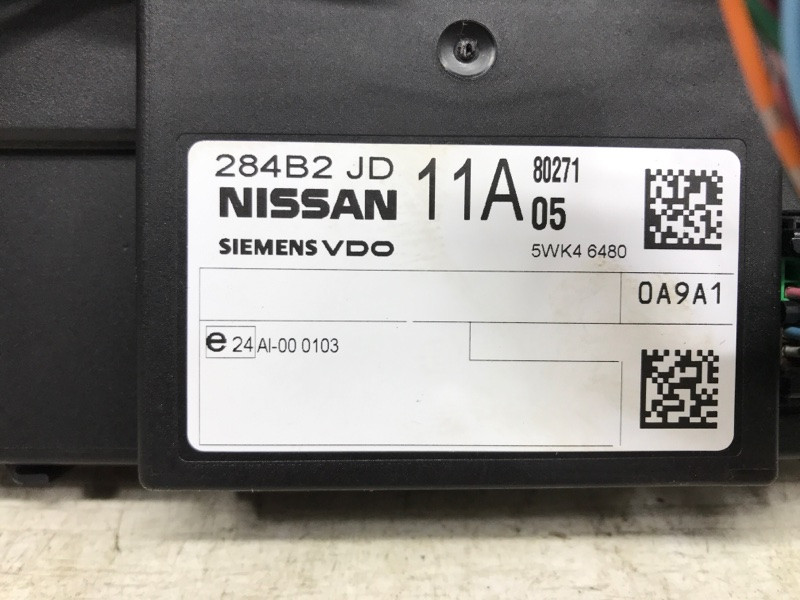 284B2 JD 11A 80271
NISSAN 05
SIEMENS VDO 5WK4 6480
0A9A1
e 24 AI-00 0103